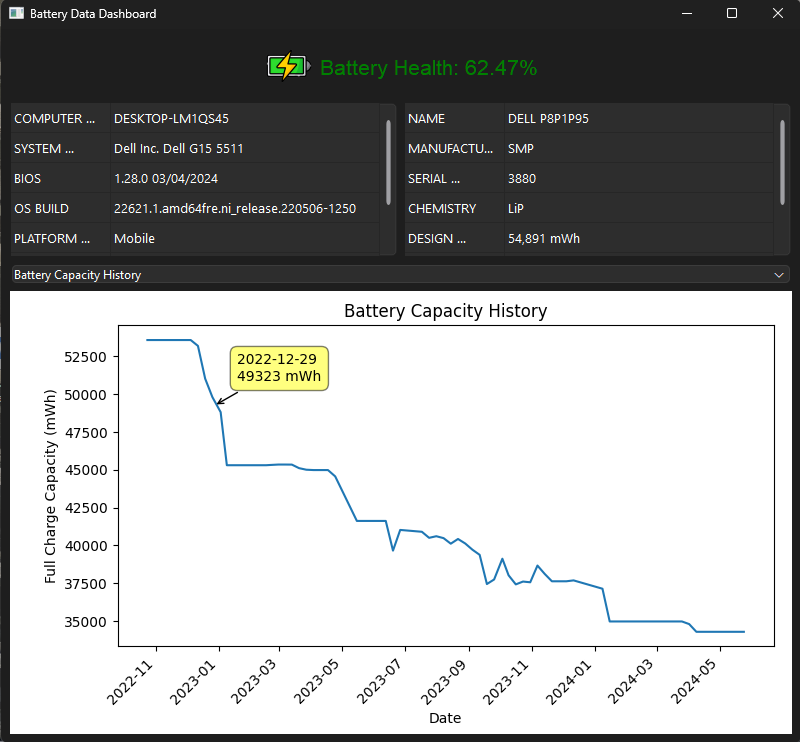 Battery Data Dashboard
Battery Health: 62.47%
COMPUTER ... DESKTOP-LM1QS45
SYSTEM ... Dell Inc. Dell G15 5511
BIOS 1.28.0 03/04/2024
OS BUILD 22621.1.amd64fre.ni_release.220506-1250
PLATFORM ... Mobile
NAME DELL P8P1P95
MANUFACTU... SMP
SERIAL ... 3880
CHEMISTRY LiP
DESIGN ... 54,891 mWh
Battery Capacity History
Battery Capacity History
2022-12-29
49323 mWh
Full Charge Capacity (mWh)
52500
50000
47500
45000
42500
40000
37500
35000
2022-11
2023-01
2023-03
2023-05
2023-07
2023-09
2023-11
2024-01
2024-03
2024-05
Date